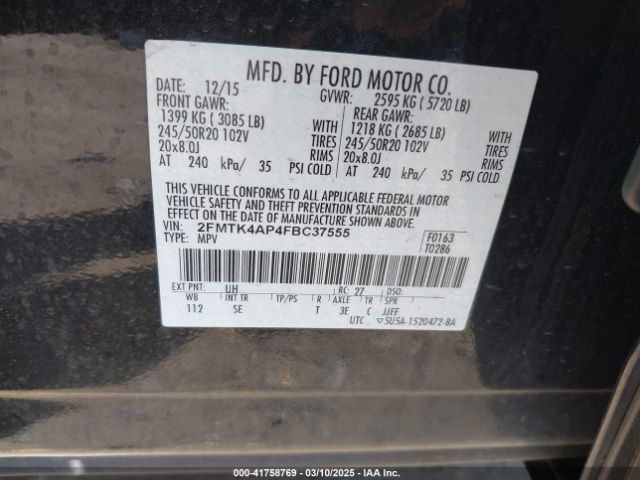 MFD. BY FORD MOTOR CO.
DATE: 12/15 GVWR: 2595 KG ( 5720 LB)
FRONT GAWR: REAR GAWR:
1399 KG ( 3085 LB) WITH 1218 KG ( 2685 LB) WITH
245/50R20 102V TIRES 245/50R20 102V TIRES
20x8.0J RIMS 20x8.0J RIMS
AT 240 kPa/ 35 PSI COLD AT 240 kPa/ 35 PSI COLD
THIS VEHICLE CONFORMS TO ALL APPLICABLE FEDERAL MOTOR
VEHICLE SAFETY AND THEFT PREVENTION STANDARDS IN
EFFECT ON THE DATE OF MANUFACTURE SHOWN ABOVE.
VIN: 2FMTK4AP4FBC37555 F0163
TYPE: MPV T0286
EXT PNT: UH RC: 27 DSO:
WB INT TR TP/PS R AXLE TR SPR
112 SE T 3E C JJFF
UTC ▽5U5A-1520472-BA
000-41758769 - 03/10/2025 - IAA Inc.